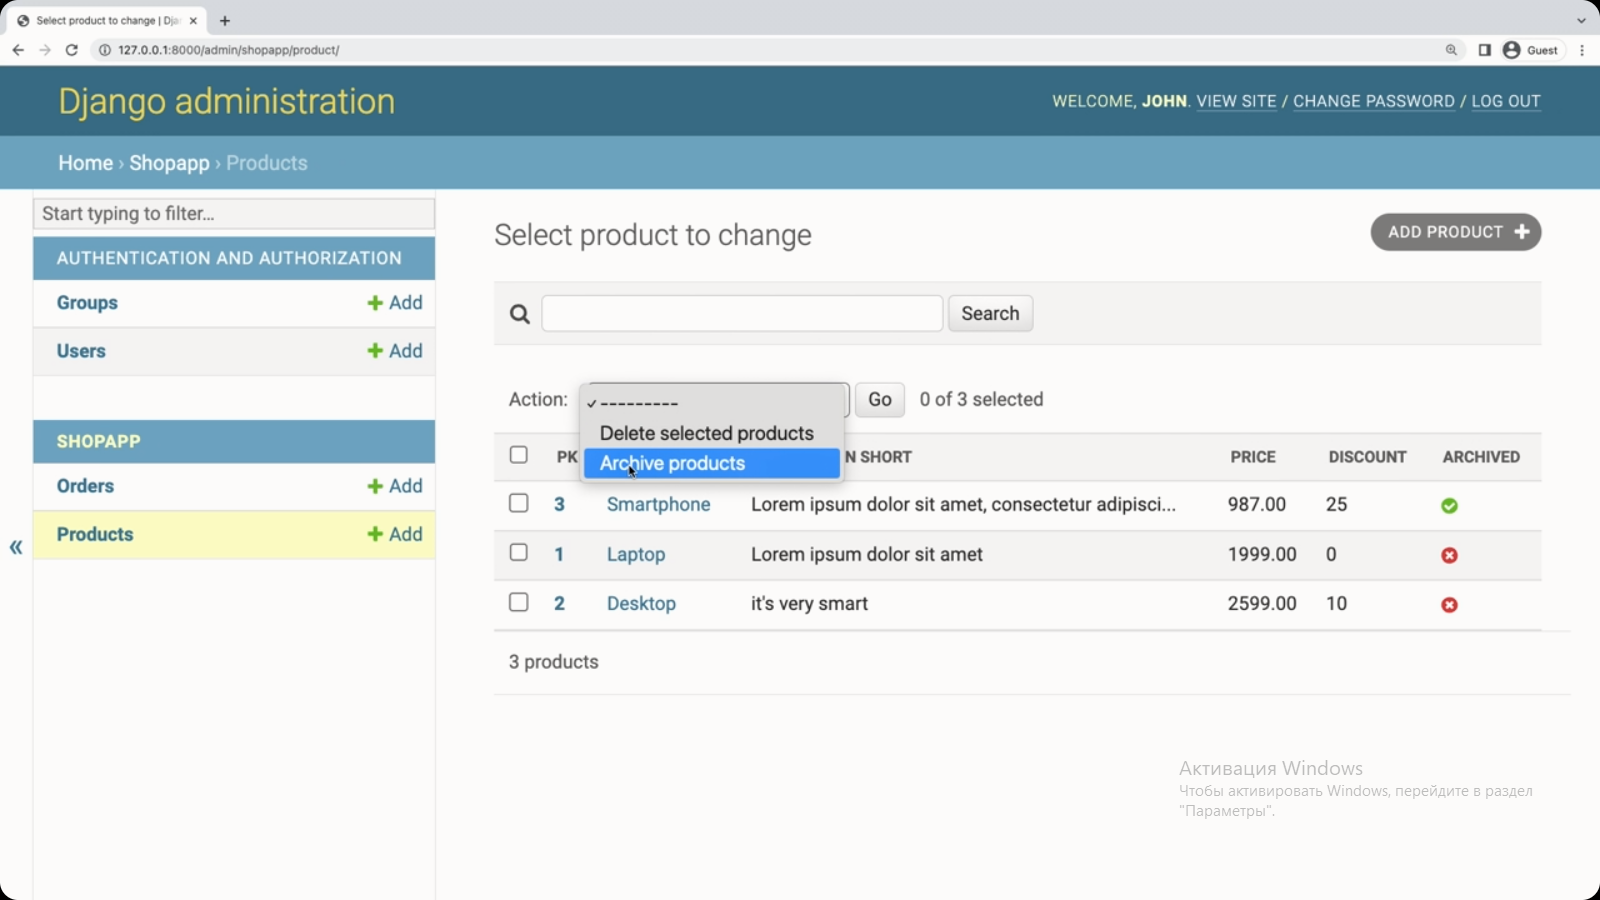 Select product to change | Dja
127.0.0.1:8000/admin/shopapp/product/
Guest
Django administration
WELCOME, JOHN. VIEW SITE / CHANGE PASSWORD / LOG OUT
Home › Shopapp › Products
Start typing to filter...
AUTHENTICATION AND AUTHORIZATION
Groups + Add
Users + Add
SHOPAPP
Orders + Add
Products + Add
«
Select product to change
ADD PRODUCT +
Search
Action:
✓ ---------
Delete selected products
Archive products
Go 0 of 3 selected
PK N SHORT PRICE DISCOUNT ARCHIVED
3 Smartphone Lorem ipsum dolor sit amet, consectetur adipisci... 987.00 25
1 Laptop Lorem ipsum dolor sit amet 1999.00 0
2 Desktop it's very smart 2599.00 10
3 products
Активация Windows
Чтобы активировать Windows, перейдите в раздел
"Параметры".